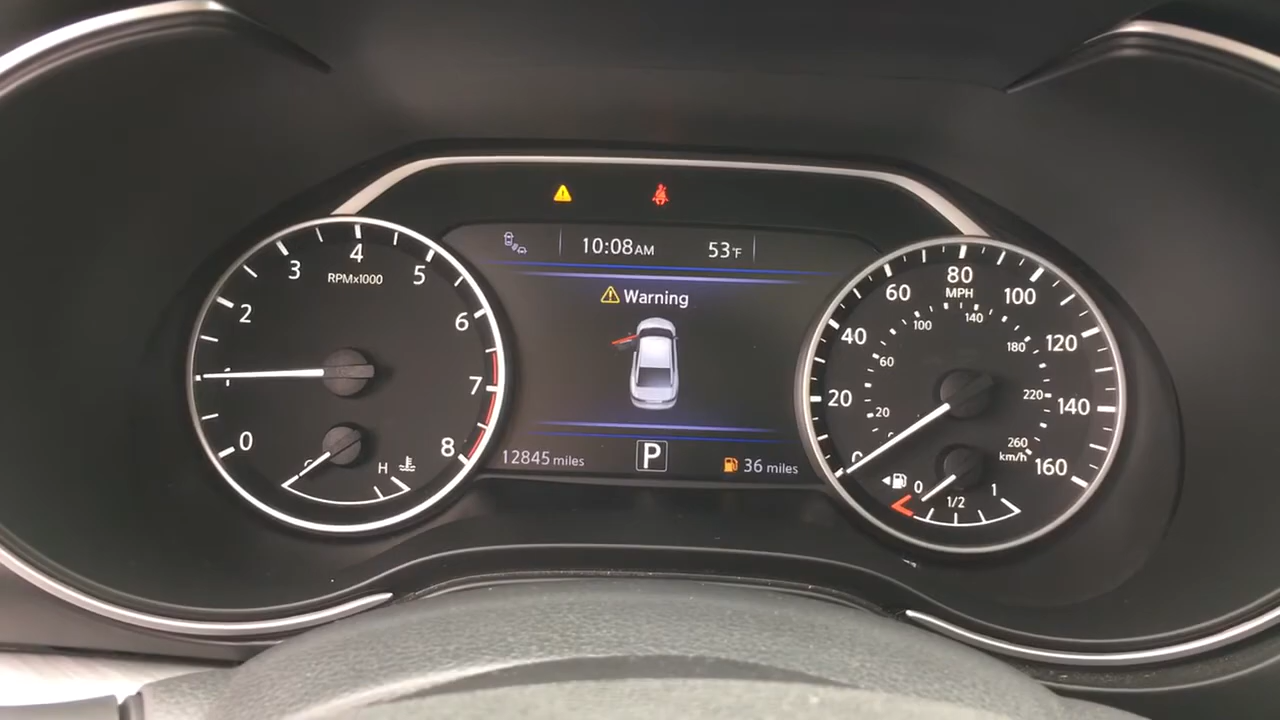 10:08AM
53°F
Warning
12845 miles
P
36 miles
0
1
2
3
4
5
6
7
8
RPMx1000
H
0
20
40
60
80
100
120
140
160
MPH
20
60
100
140
180
220
260
km/h
0
1/2
1